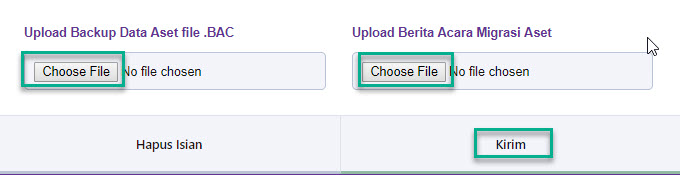 Upload Backup Data Aset file .BAC
Upload Berita Acara Migrasi Aset
Choose File No file chosen
Choose File No file chosen
Hapus Isian
Kirim